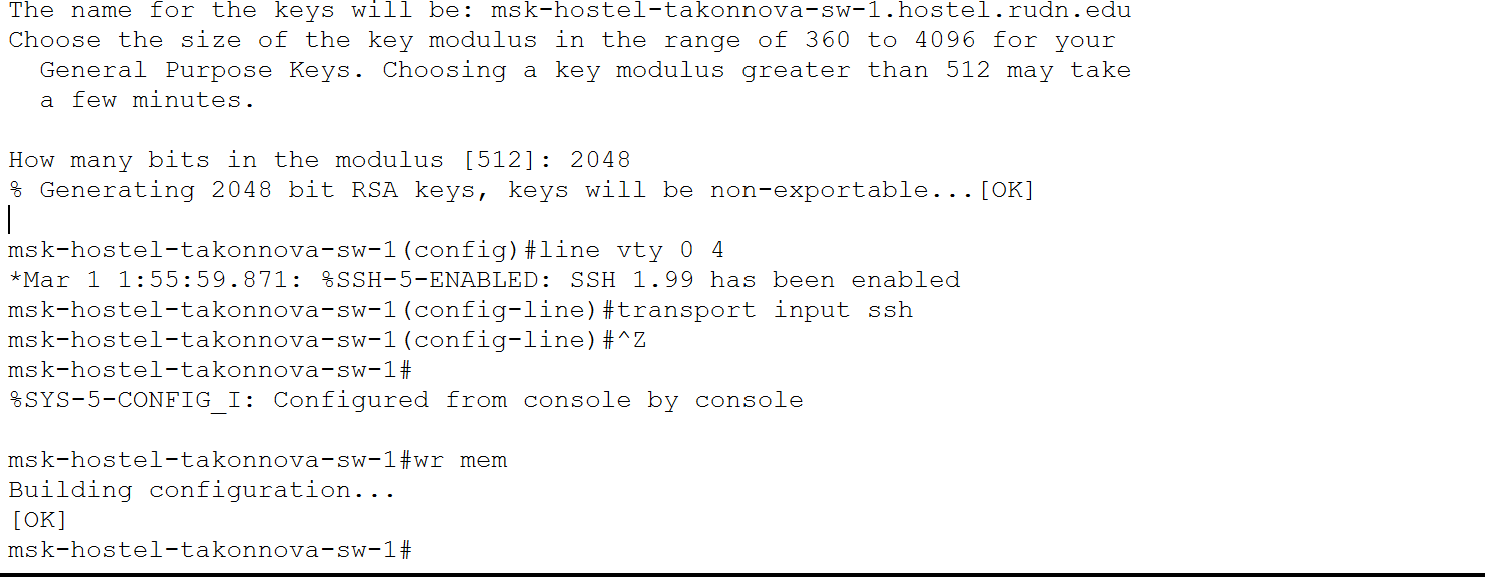 The name for the keys will be: msk-hostel-takonnova-sw-1.hostel.rudn.edu
Choose the size of the key modulus in the range of 360 to 4096 for your
General Purpose Keys. Choosing a key modulus greater than 512 may take
a few minutes.
How many bits in the modulus [512]: 2048
% Generating 2048 bit RSA keys, keys will be non-exportable...[OK]
msk-hostel-takonnova-sw-1(config)#line vty 0 4
*Mar 1 1:55:59.871: %SSH-5-ENABLED: SSH 1.99 has been enabled
msk-hostel-takonnova-sw-1(config-line)#transport input ssh
msk-hostel-takonnova-sw-1(config-line)#^Z
msk-hostel-takonnova-sw-1#
%SYS-5-CONFIG_I: Configured from console by console
msk-hostel-takonnova-sw-1#wr mem
Building configuration...
[OK]
msk-hostel-takonnova-sw-1#